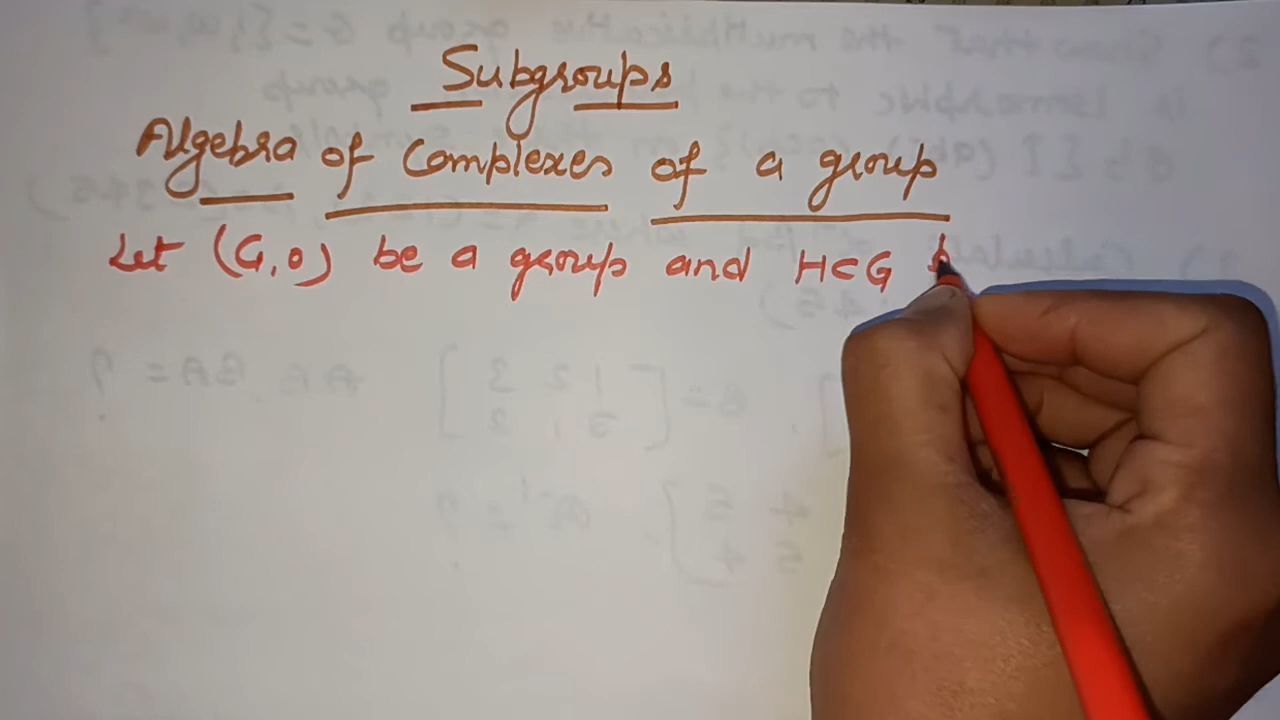 Subgroups
Algebra of Complexes of a group
Let (G,o) be a group and H⊂G